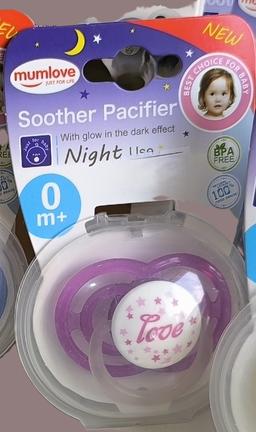 NEW
mumlove
JUST FOR LIFE
BEST CHOICE FOR BABY
Soother Pacifier
With glow in the dark effect
Night Use
BPA
FREE
100%
0
m+
love